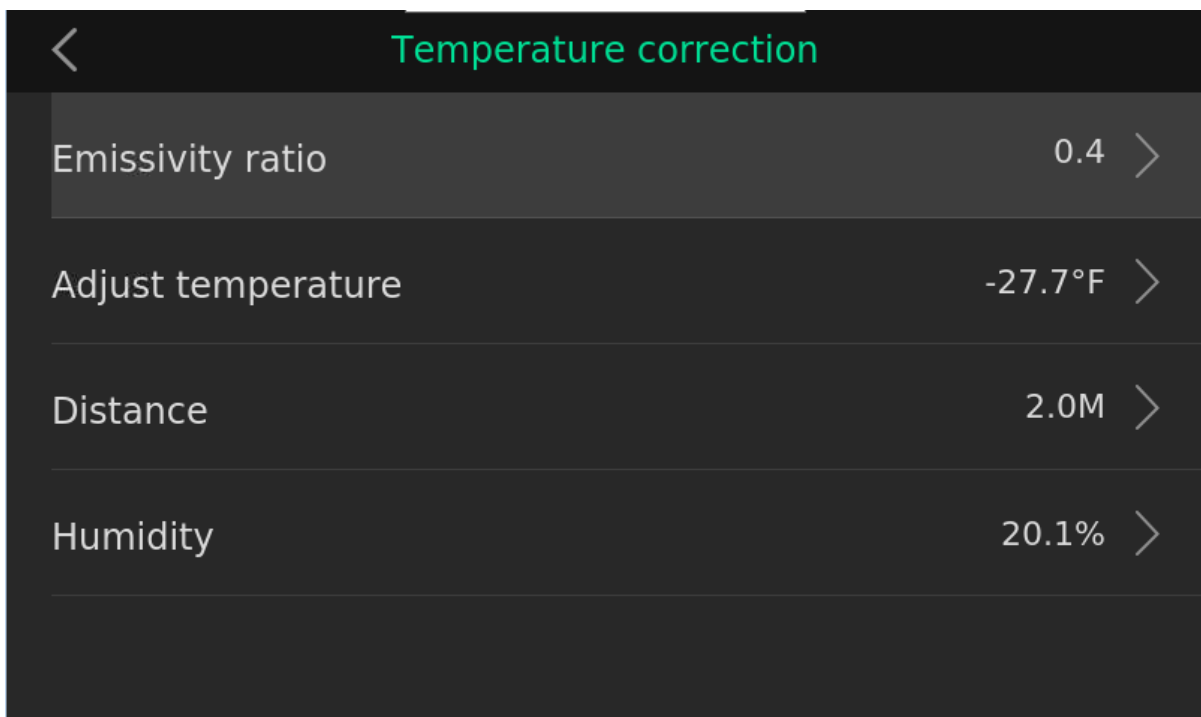 Temperature correction
Emissivity ratio 0.4
Adjust temperature -27.7°F
Distance 2.0M
Humidity 20.1%